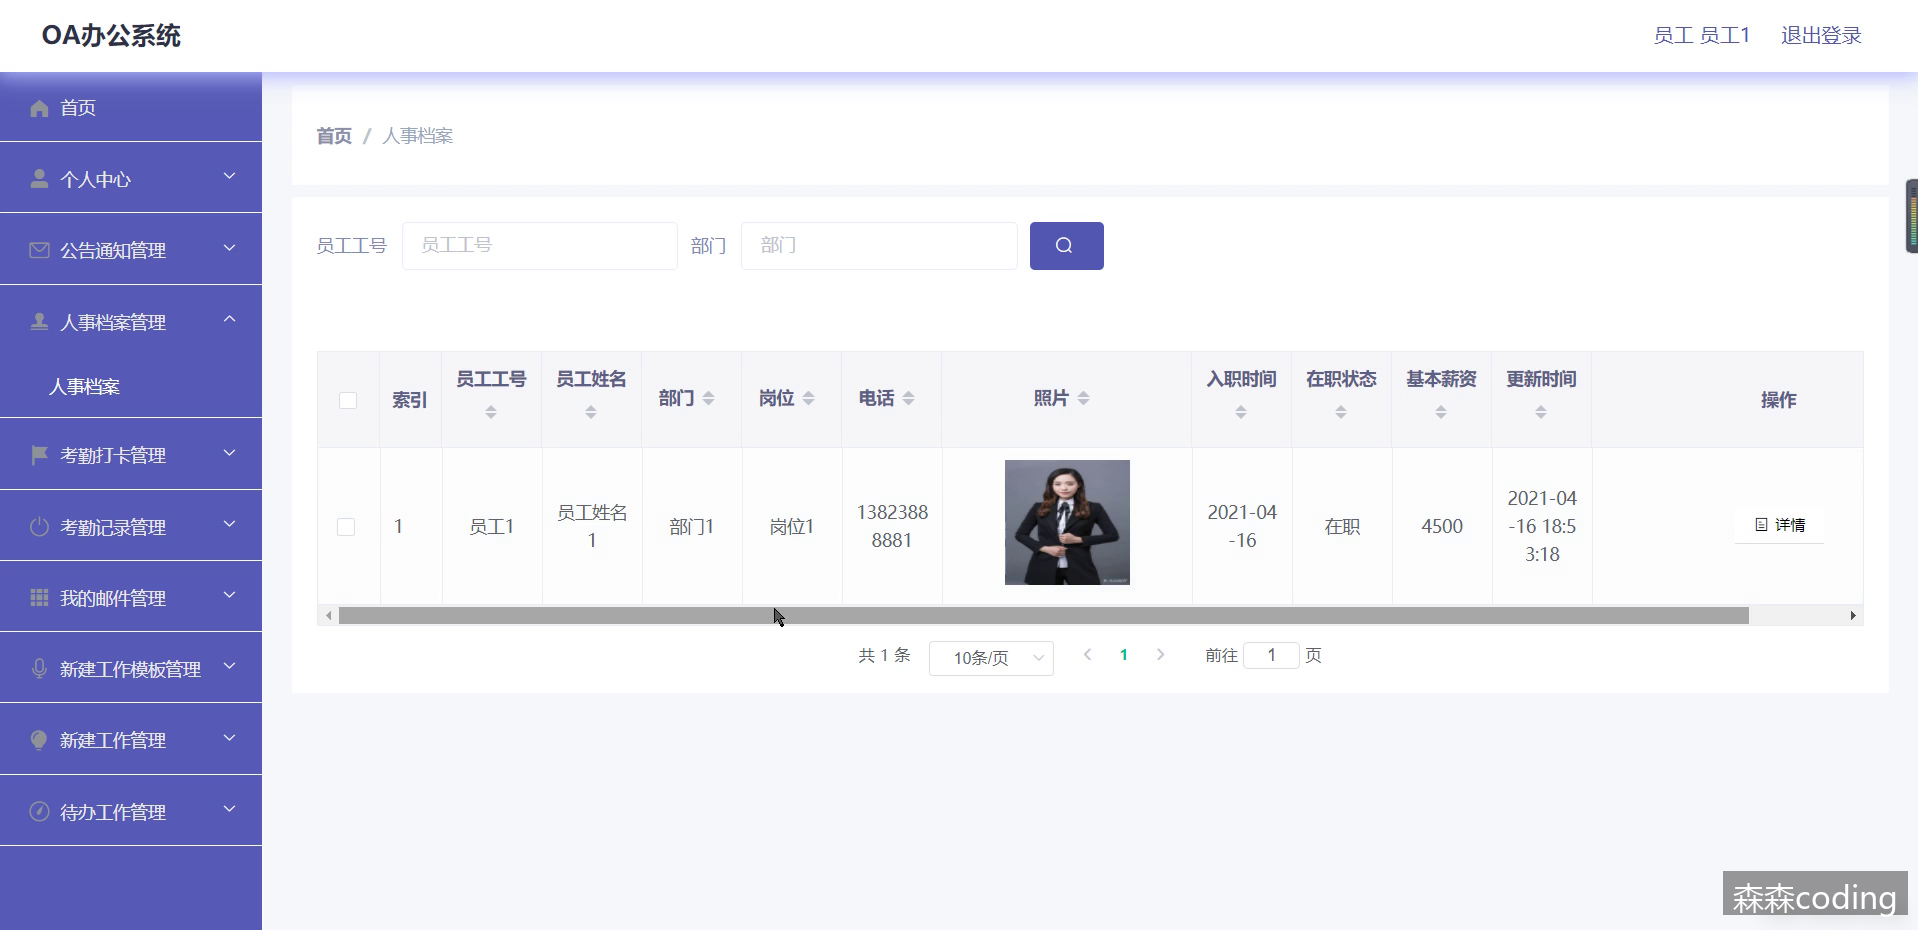 OA办公系统
员工 员工1 退出登录
首页
个人中心
公告通知管理
人事档案管理
人事档案
考勤打卡管理
考勤记录管理
我的邮件管理
新建工作模板管理
新建工作管理
待办工作管理
首页 / 人事档案
员工工号 员工工号 部门 部门
索引 员工工号 员工姓名 部门 岗位 电话 照片 入职时间 在职状态 基本薪资 更新时间 操作
1 员工1 员工姓名 部门1 岗位1 1382388 2021-04 在职 4500 2021-04 详情
1 8881 -16 -16 18:5
3:18
共 1 条 10条/页 1 前往 1 页
森森coding